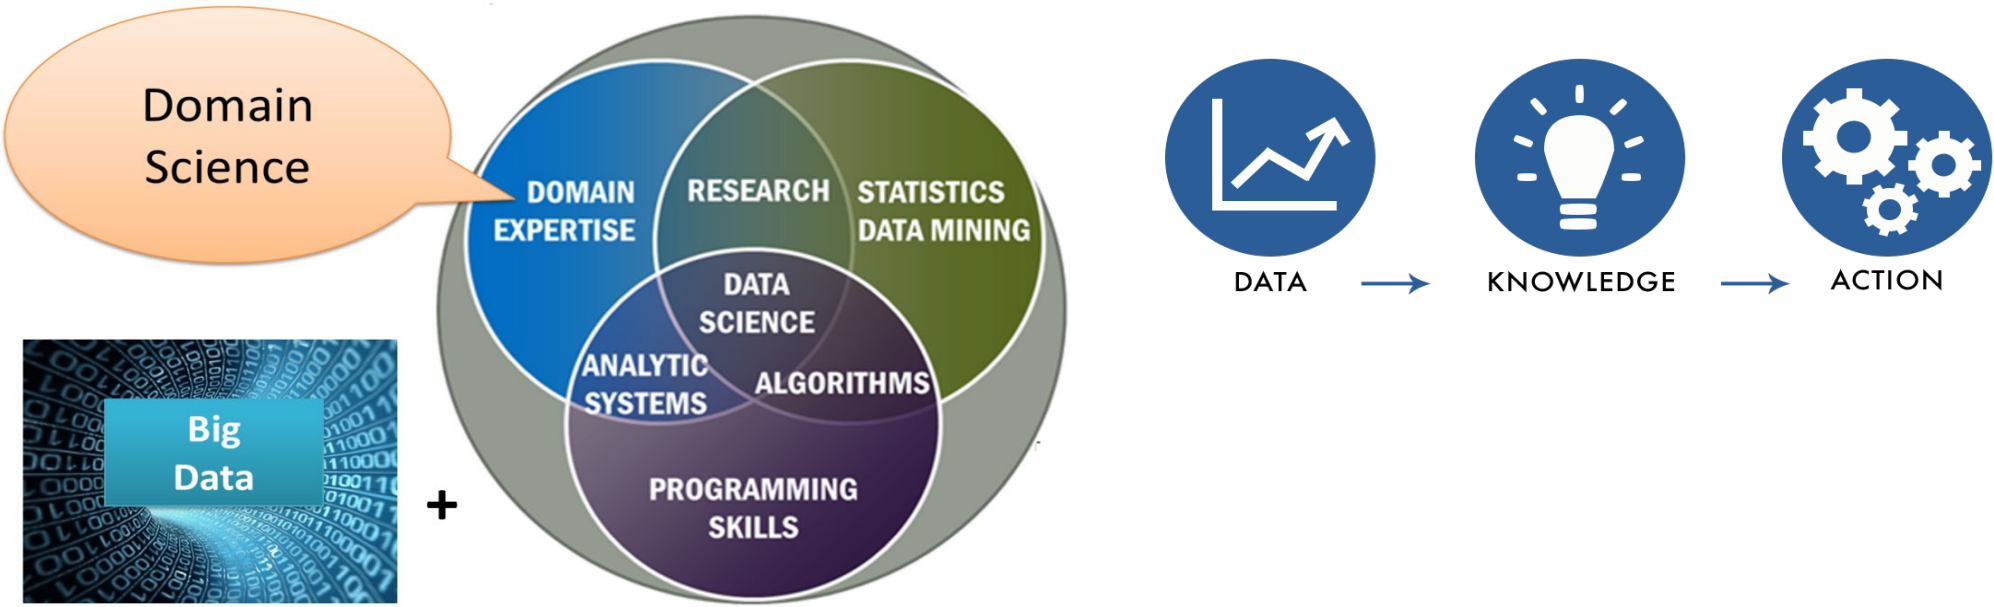 Domain
Science
DOMAIN
EXPERTISE
RESEARCH
STATISTICS
DATA MINING
DATA
SCIENCE
ANALYTIC
SYSTEMS
ALGORITHMS
PROGRAMMING
SKILLS
Big
Data
+
DATA
KNOWLEDGE
ACTION